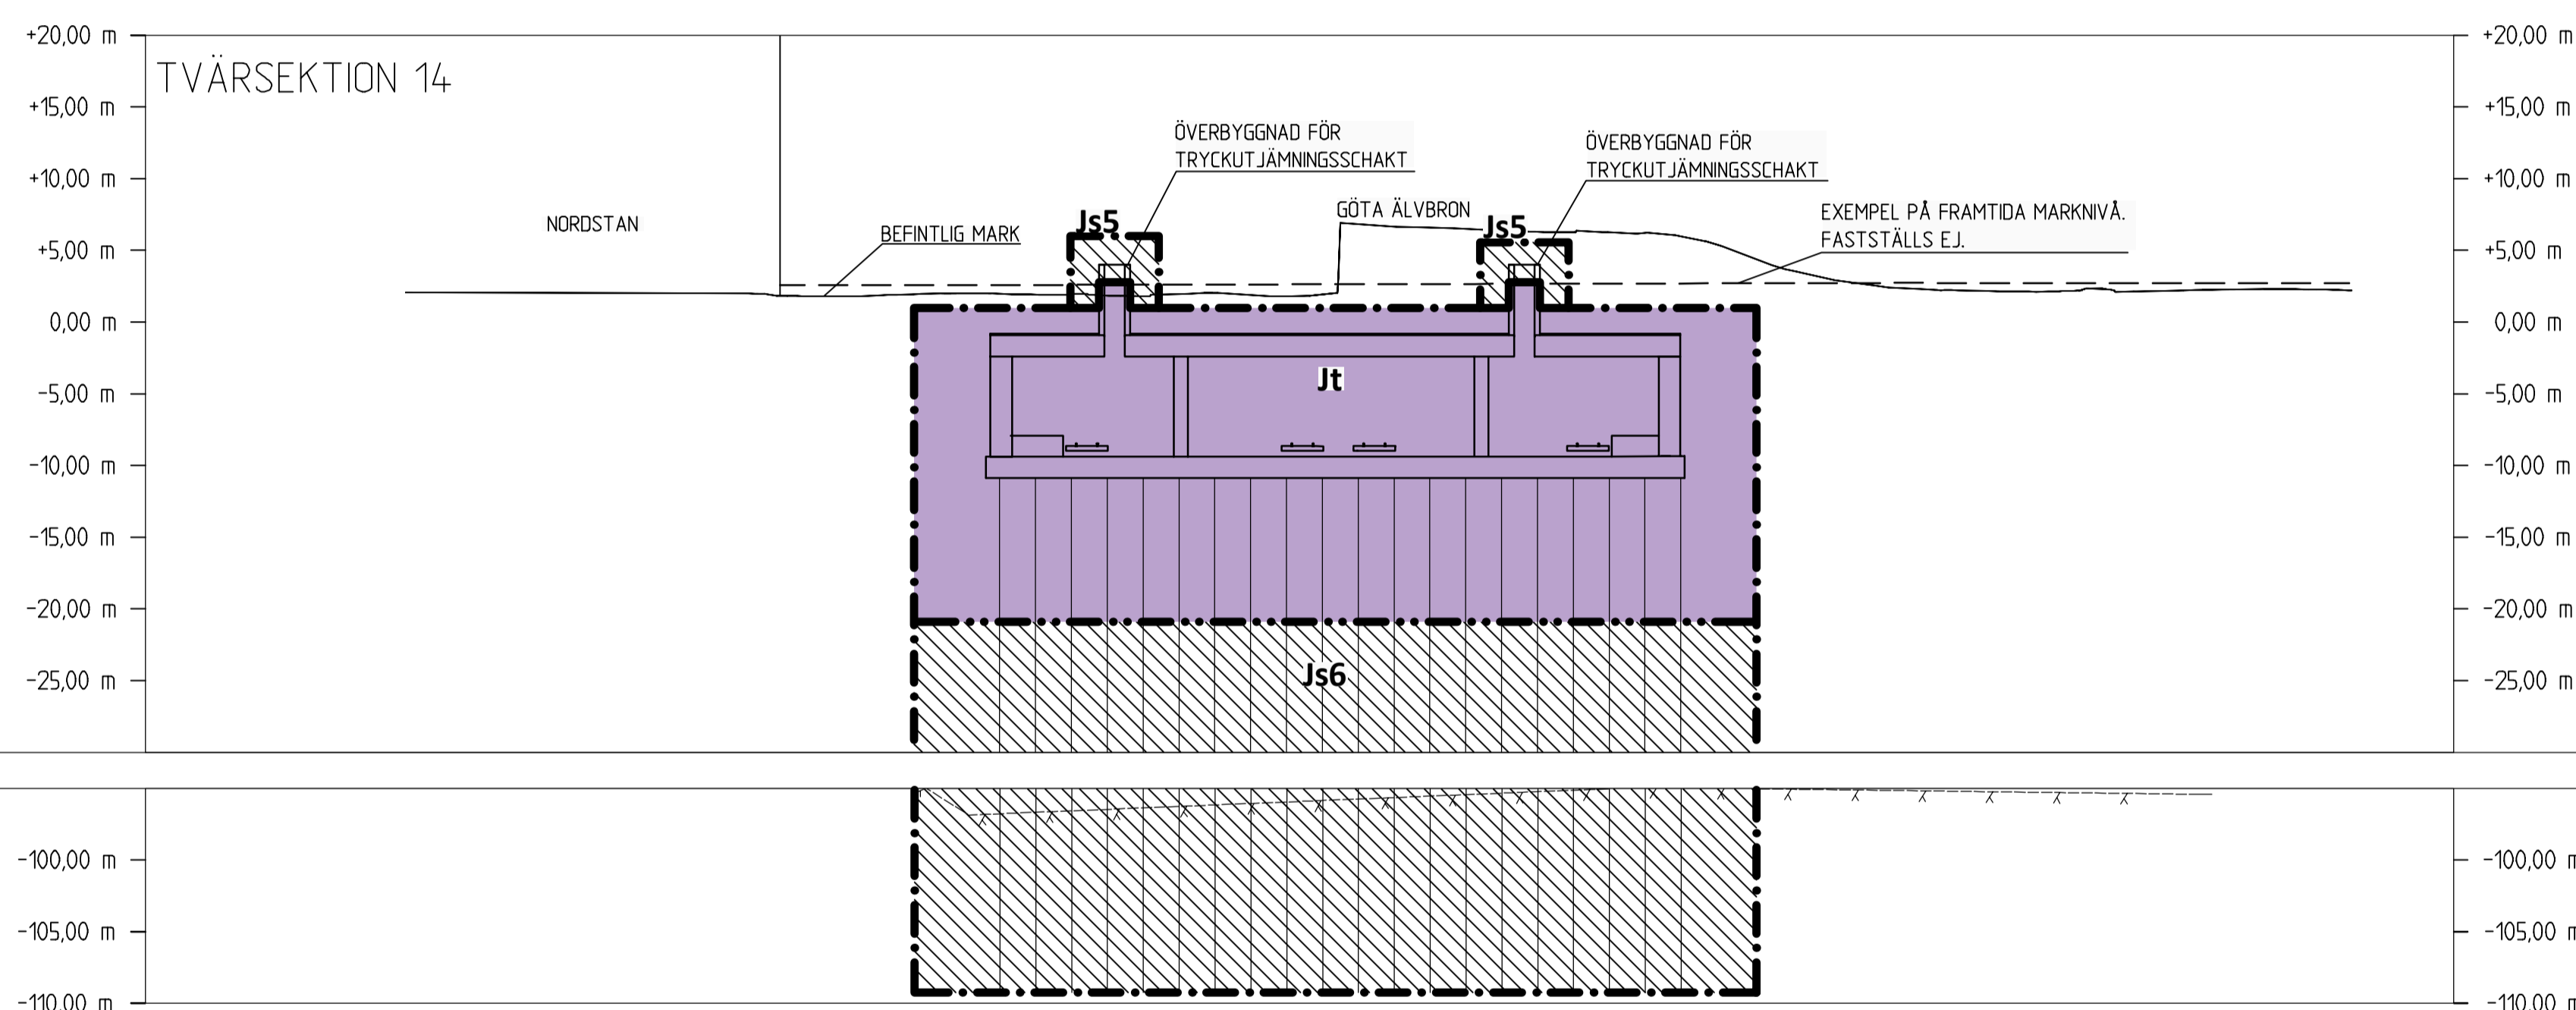 TVÄRSEKTION 14
+20,00 m
+15,00 m
+10,00 m
+5,00 m
0,00 m
-5,00 m
-10,00 m
-15,00 m
-20,00 m
-25,00 m
-100,00 m
-105,00 m
-110,00 m
NORDSTAN
BEFINTLIG MARK
Js5
ÖVERBYGGNAD FÖR
TRYCKUTJÄMNINGSSCHAKT
GÖTA ÄLVBRON
Js5
ÖVERBYGGNAD FÖR
TRYCKUTJÄMNINGSSCHAKT
EXEMPEL PÅ FRAMTIDA MARKNIVÅ.
FASTSTÄLLS EJ.
Jt
Js6
+20,00 m
+15,00 m
+10,00 m
+5,00 m
0,00 m
-5,00 m
-10,00 m
-15,00 m
-20,00 m
-25,00 m
-100,00 m
-105,00 m
-110,00 m